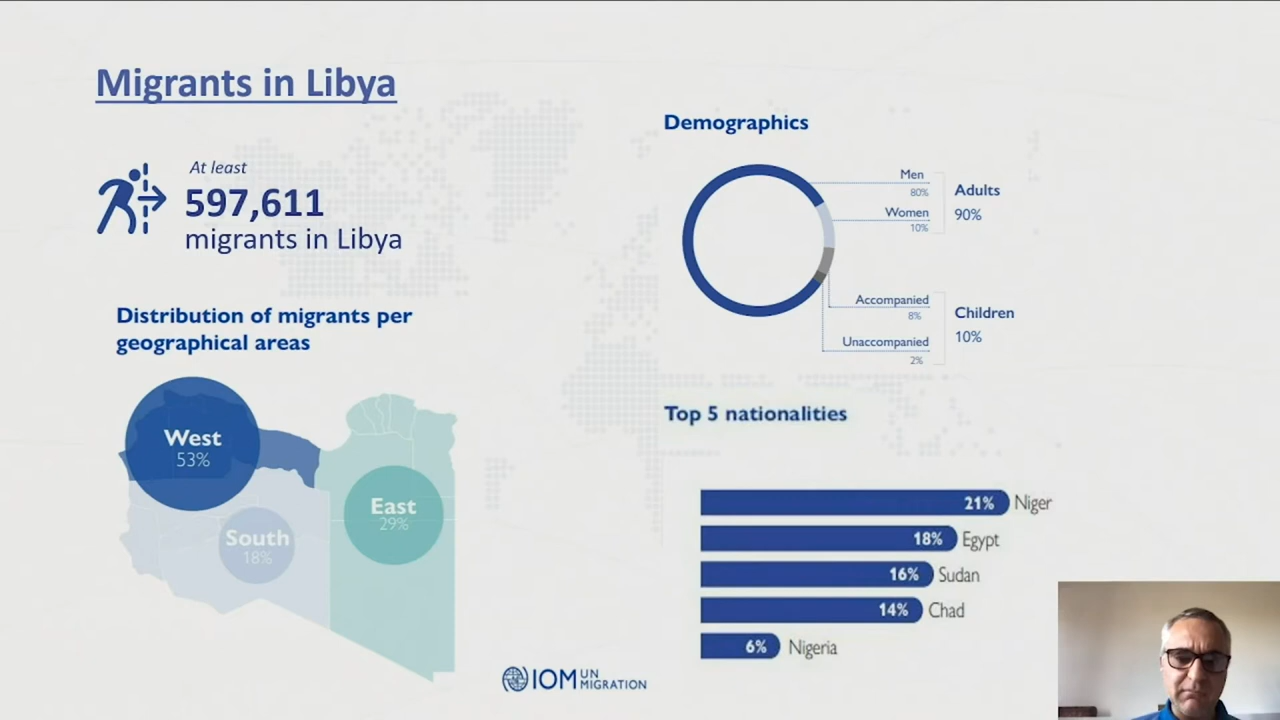 Migrants in Libya
At least
597,611
migrants in Libya
Distribution of migrants per
geographical areas
West
53%
South
18%
East
29%
Demographics
Men
80%
Women
10%
Adults
90%
Accompanied
8%
Unaccompanied
2%
Children
10%
Top 5 nationalities
21% Niger
18% Egypt
16% Sudan
14% Chad
6% Nigeria
IOM UN
MIGRATION